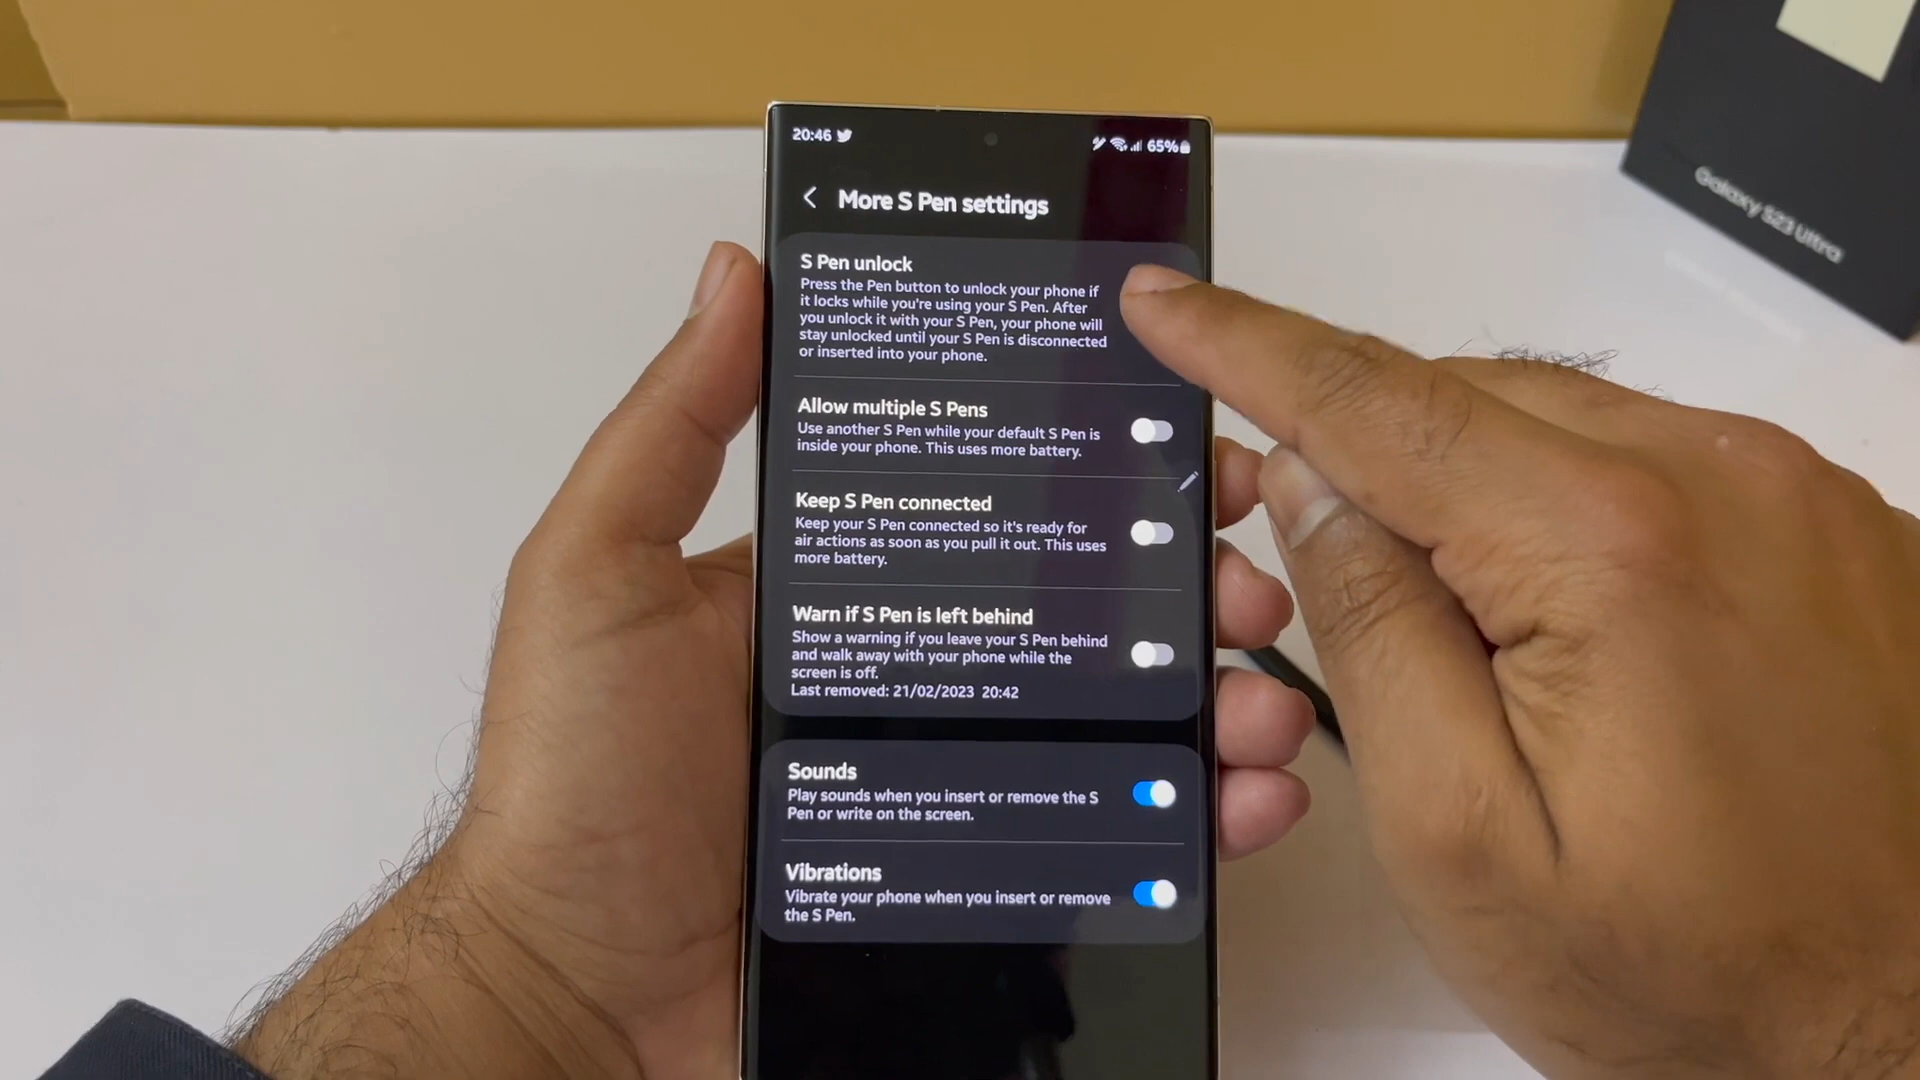 20:46
65%
More S Pen settings
S Pen unlock
Press the Pen button to unlock your phone if
it locks while you're using your S Pen. After
you unlock it with your S Pen, your phone will
stay unlocked until your S Pen is disconnected
or inserted into your phone.
Allow multiple S Pens
Use another S Pen while your default S Pen is
inside your phone. This uses more battery.
Keep S Pen connected
Keep your S Pen connected so it's ready for
air actions as soon as you pull it out. This uses
more battery.
Warn if S Pen is left behind
Show a warning if you leave your S Pen behind
and walk away with your phone while the
screen is off.
Last removed: 21/02/2023 20:42
Sounds
Play sounds when you insert or remove the S
Pen or write on the screen.
Vibrations
Vibrate your phone when you insert or remove
the S Pen.
Galaxy S23 Ultra